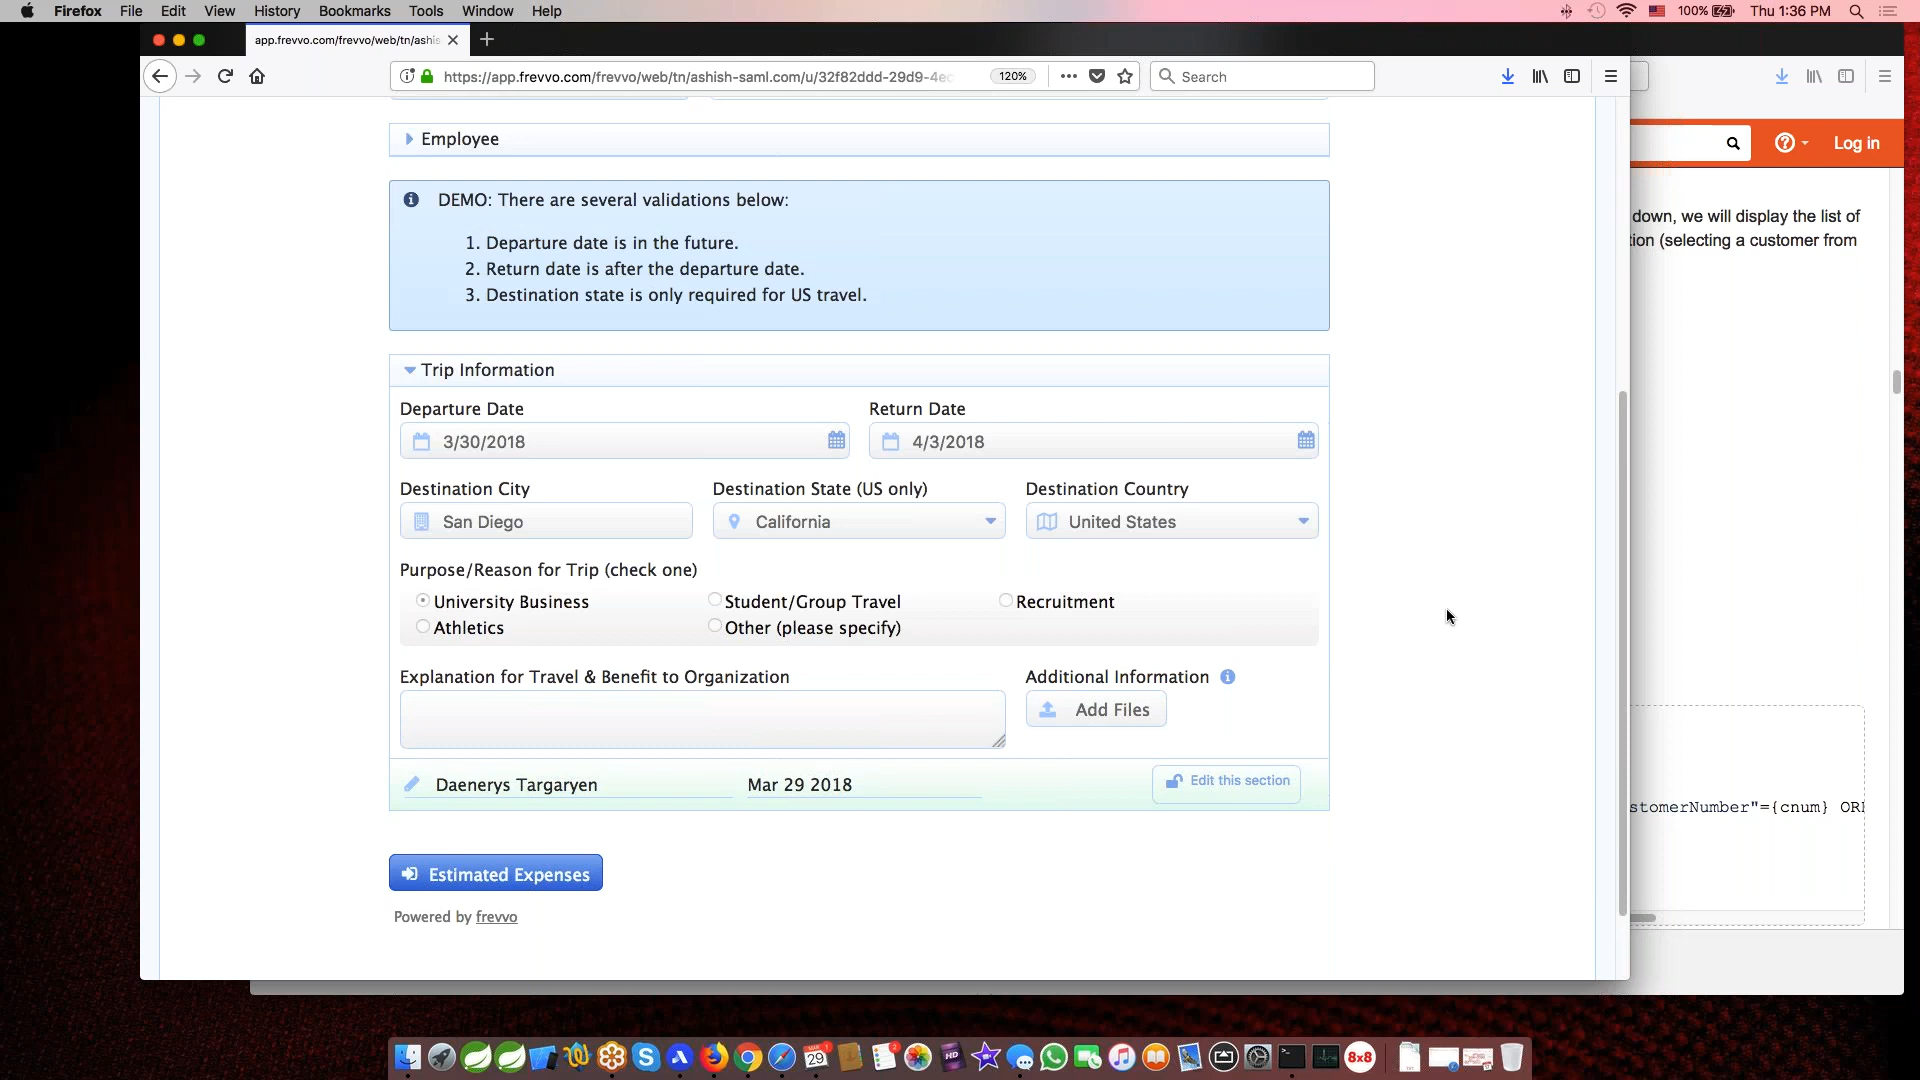 Firefox File Edit View History Bookmarks Tools Window Help 100% Thu 1:36 PM
app.frevvo.com/frevvo/web/tn/ashis
https://app.frevvo.com/frevvo/web/tn/ashish-saml.com/u/32f82ddd-29d9-4ec 120% Search
Log in
Employee
DEMO: There are several validations below:
1. Departure date is in the future.
2. Return date is after the departure date.
3. Destination state is only required for US travel.
down, we will display the list of
tion (selecting a customer from
Trip Information
Departure Date Return Date
3/30/2018 4/3/2018
Destination City Destination State (US only) Destination Country
San Diego California United States
Purpose/Reason for Trip (check one)
University Business Student/Group Travel Recruitment
Athletics Other (please specify)
Explanation for Travel & Benefit to Organization Additional Information
Add Files
Daenerys Targaryen Mar 29 2018 Edit this section
stomerNumber"={cnum} OR
Estimated Expenses
Powered by frevvo
29 2 HD 8x8